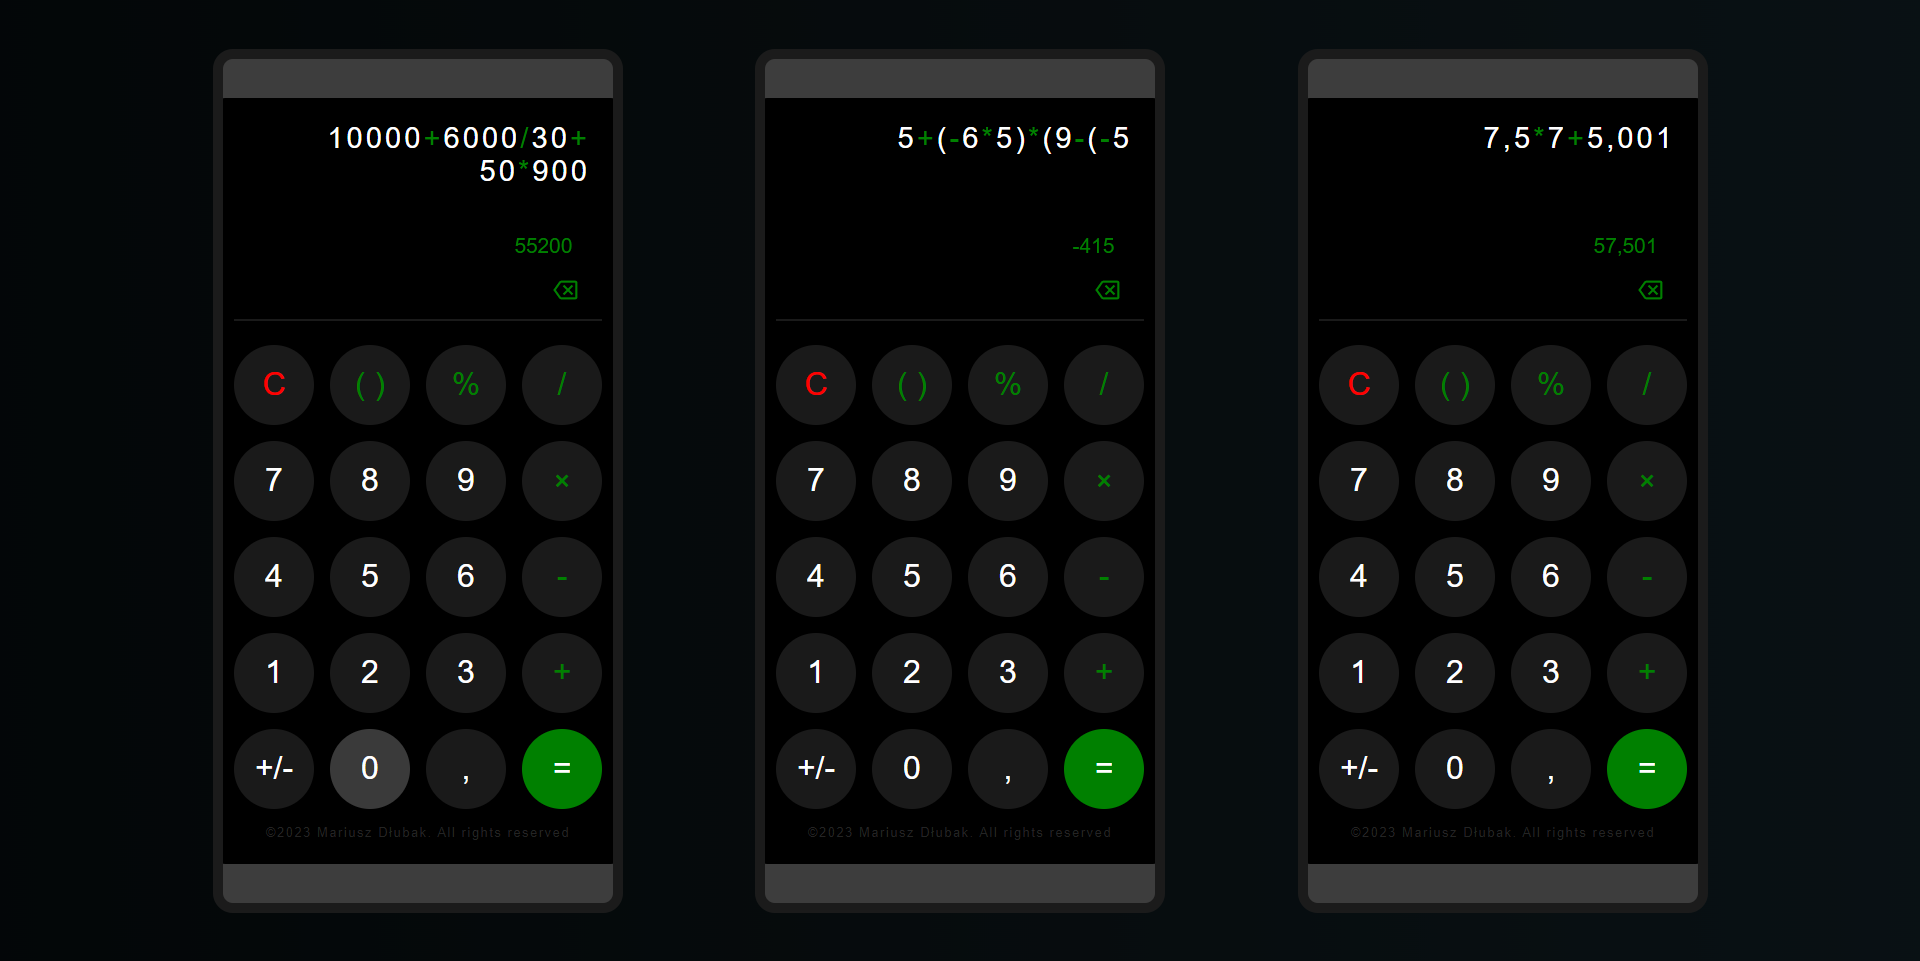 10000+6000/30+
50*900
55200
C ( ) % /
7 8 9 ×
4 5 6 -
1 2 3 +
+/- 0 , =
©2023 Mariusz Dłubak. All rights reserved
5+(-6*5)*(9-(-5
-415
C ( ) % /
7 8 9 ×
4 5 6 -
1 2 3 +
+/- 0 , =
©2023 Mariusz Dłubak. All rights reserved
7,5*7+5,001
57,501
C ( ) % /
7 8 9 ×
4 5 6 -
1 2 3 +
+/- 0 , =
©2023 Mariusz Dłubak. All rights reserved